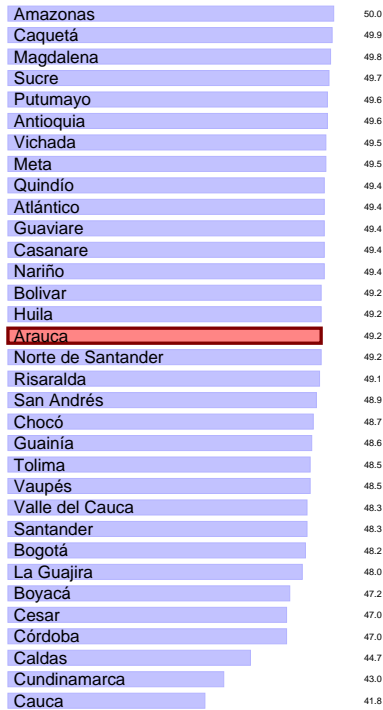 Amazonas 50.0
Caquetá 49.9
Magdalena 49.8
Sucre 49.7
Putumayo 49.6
Antioquia 49.6
Vichada 49.5
Meta 49.5
Quindío 49.4
Atlántico 49.4
Guaviare 49.4
Casanare 49.4
Nariño 49.4
Bolivar 49.2
Huila 49.2
Arauca 49.2
Norte de Santander 49.2
Risaralda 49.1
San Andrés 48.9
Chocó 48.7
Guainía 48.6
Tolima 48.5
Vaupés 48.5
Valle del Cauca 48.3
Santander 48.3
Bogotá 48.2
La Guajira 48.0
Boyacá 47.2
Cesar 47.0
Córdoba 47.0
Caldas 44.7
Cundinamarca 43.0
Cauca 41.8